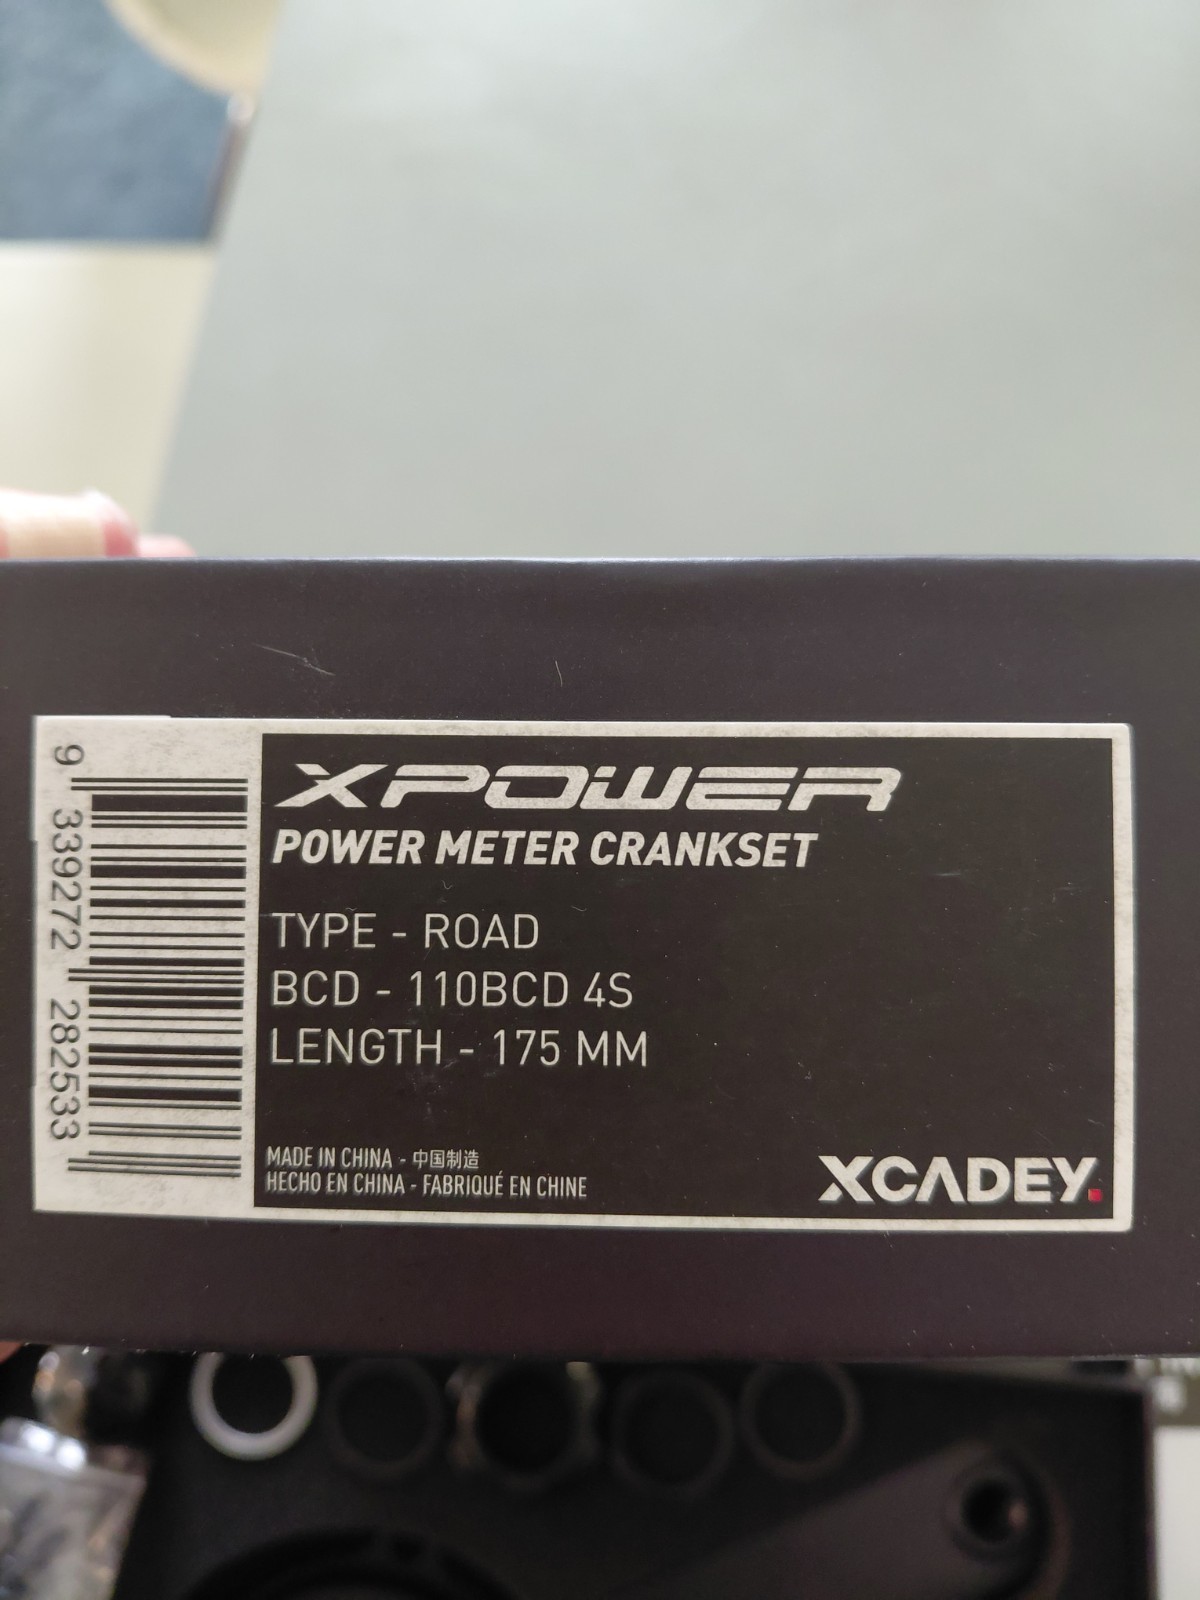 XPOWER
POWER METER CRANKSET
TYPE - ROAD
BCD - 110BCD 4S
LENGTH - 175 MM
MADE IN CHINA - 中国制造
HECHO EN CHINA - FABRIQUÉ EN CHINE
XCADEY.
9 339272 282533